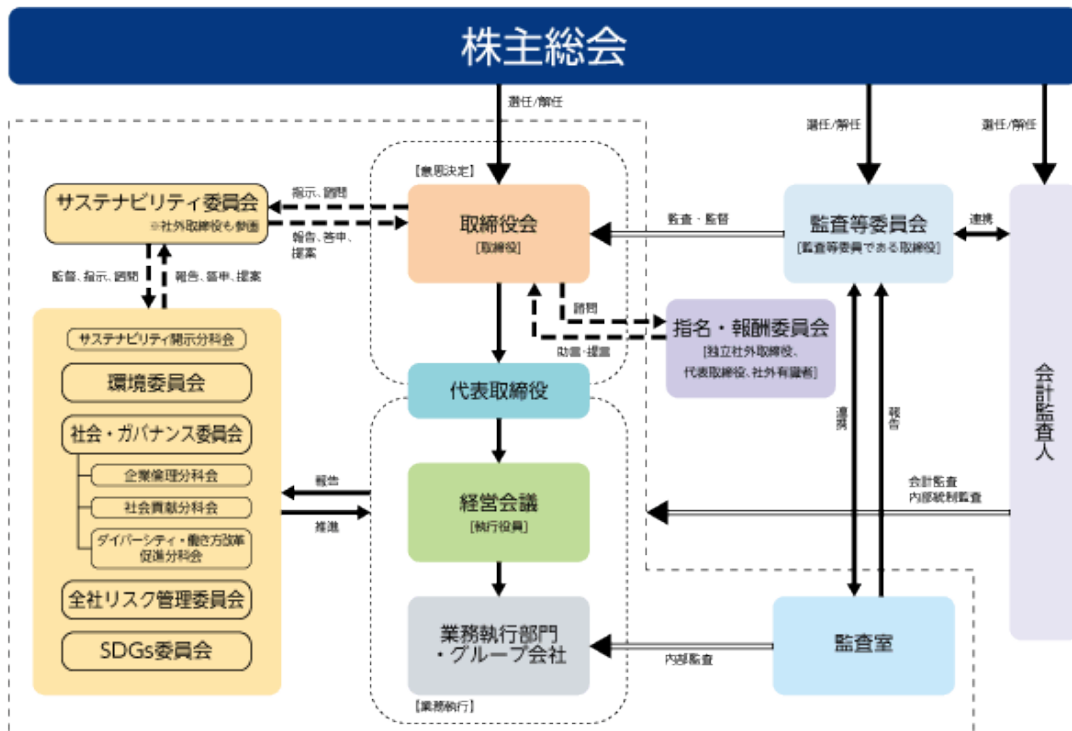 株主総会
選任/解任
選任/解任
選任/解任
【意思決定】
サステナビリティ委員会
※社外取締役も参画
指示、諮問
報告、答申、
提案
取締役会
[取締役]
監査・監督
監査等委員会
[監査等委員である取締役]
連携
監督、指示、諮問
報告、答申、提案
諮問
助言・提言
指名・報酬委員会
[独立社外取締役、
代表取締役、社外有識者]
会計監査人
サステナビリティ開示分科会
環境委員会
社会・ガバナンス委員会
企業倫理分科会
社会貢献分科会
ダイバーシティ・働き方改革
促進分科会
全社リスク管理委員会
SDGs委員会
代表取締役
報告
推進
経営会議
[執行役員]
連携
報告
会計監査
内部統制監査
業務執行部門
・グループ会社
内部監査
監査室
【業務執行】